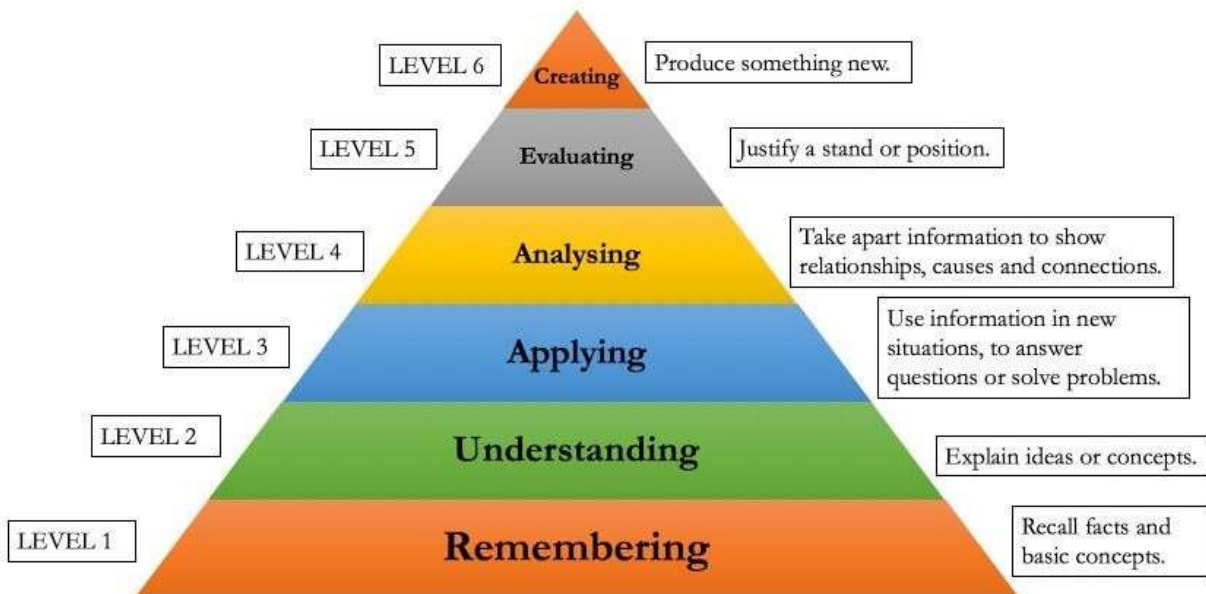 LEVEL 6
Creating
Produce something new.
LEVEL 5
Evaluating
Justify a stand or position.
LEVEL 4
Analysing
Take apart information to show
relationships, causes and connections.
LEVEL 3
Applying
Use information in new
situations, to answer
questions or solve problems.
LEVEL 2
Understanding
Explain ideas or concepts.
LEVEL 1
Remembering
Recall facts and
basic concepts.